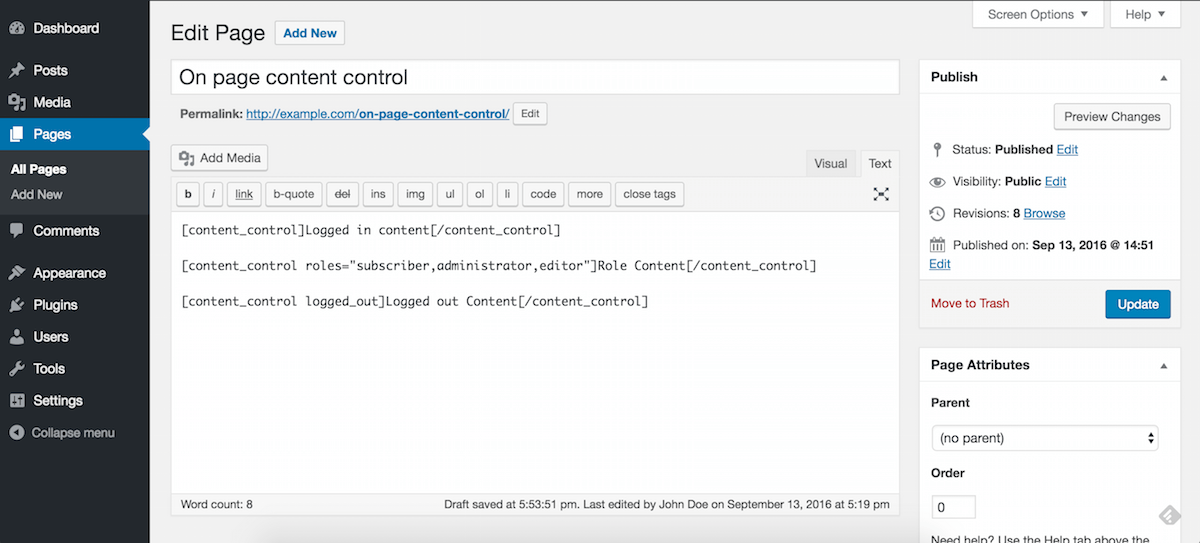 Dashboard
Posts
Media
Pages
All Pages
Add New
Comments
Appearance
Plugins
Users
Tools
Settings
Collapse menu
Screen Options
Help
Edit Page
Add New
On page content control
Permalink: http://example.com/on-page-content-control/ Edit
Add Media
Visual
Text
b
i
link
b-quote
del
ins
img
ul
ol
li
code
more
close tags
[content_control]Logged in content[/content_control]
[content_control roles="subscriber,administrator,editor"]Role Content[/content_control]
[content_control logged_out]Logged out Content[/content_control]
Word count: 8
Draft saved at 5:53:51 pm. Last edited by John Doe on September 13, 2016 at 5:19 pm
Publish
Preview Changes
Status: Published Edit
Visibility: Public Edit
Revisions: 8 Browse
Published on: Sep 13, 2016 @ 14:51
Edit
Move to Trash
Update
Page Attributes
Parent
(no parent)
Order
0
Need help? Use the Help tab above the